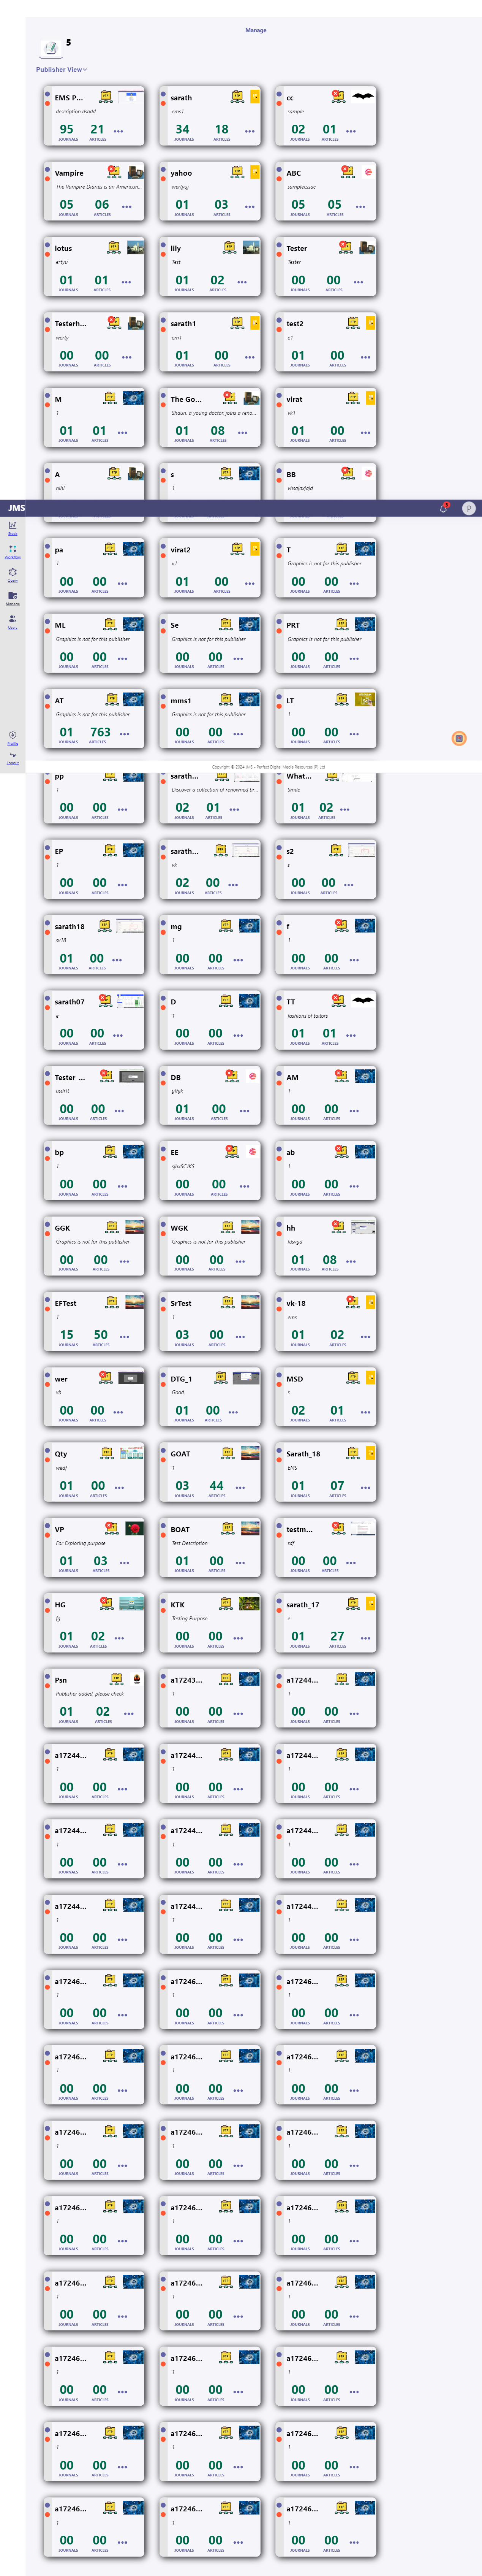 Manage
5
Publisher View
EMS P... sarath cc
description dsadd ems1 sample
95 21 34 18 02 01
JOURNALS ARTICLES JOURNALS ARTICLES JOURNALS ARTICLES
Vampire yahoo ABC
The Vampire Diaries is an American... wertyuj samplecssac
05 06 01 03 05 05
JOURNALS ARTICLES JOURNALS ARTICLES JOURNALS ARTICLES
lotus lily Tester
ertyu Test Tester
01 01 01 02 00 00
JOURNALS ARTICLES JOURNALS ARTICLES JOURNALS ARTICLES
Testerh... sarath1 test2
werty em1 e1
00 00 01 00 01 00
JOURNALS ARTICLES JOURNALS ARTICLES JOURNALS ARTICLES
M The Go... virat
1 Shaun, a young doctor, joins a reno... vk1
01 01 01 08 01 00
JOURNALS ARTICLES JOURNALS ARTICLES JOURNALS ARTICLES
A s BB
1
JMS P
Query
Manage
Users
Profile
Logout
pa virat2 T
1 v1 Graphics is not for this publisher
00 00 01 00 00 00
JOURNALS ARTICLES JOURNALS ARTICLES JOURNALS ARTICLES
ML Se PRT
Graphics is not for this publisher Graphics is not for this publisher Graphics is not for this publisher
00 00 00 00 00 00
JOURNALS ARTICLES JOURNALS ARTICLES JOURNALS ARTICLES
AT mms1 LT
Graphics is not for this publisher Graphics is not for this publisher 1
01 763 00 00 00 00
JOURNALS ARTICLES JOURNALS ARTICLES JOURNALS ARTICLES
Copyright © 2024 JMS - Perfect Digital Media Resources (P) Ltd
pp sarath... What...
1 Discover a collection of renowned br... Smile
00 00 02 01 01 02
JOURNALS ARTICLES JOURNALS ARTICLES JOURNALS ARTICLES
EP sarath... s2
1 vk s
00 00 02 00 00 00
JOURNALS ARTICLES JOURNALS ARTICLES JOURNALS ARTICLES
sarath18 mg f
sv18 1 1
01 00 00 00 00 00
JOURNALS ARTICLES JOURNALS ARTICLES JOURNALS ARTICLES
sarath07 D TT
e 1 fashions of tailors
00 00 00 00 01 01
JOURNALS ARTICLES JOURNALS ARTICLES JOURNALS ARTICLES
Tester_... DB AM
asdrft gfhjk 1
00 00 01 00 00 00
JOURNALS ARTICLES JOURNALS ARTICLES JOURNALS ARTICLES
bp EE ab
1 1
00 00 00 00 00 00
JOURNALS ARTICLES JOURNALS ARTICLES JOURNALS ARTICLES
GGK WGK hh
Graphics is not for this publisher Graphics is not for this publisher fdsvgd
00 00 00 00 01 08
JOURNALS ARTICLES JOURNALS ARTICLES JOURNALS ARTICLES
EFTest SrTest vk-18
1 1 ems
15 50 03 00 01 02
JOURNALS ARTICLES JOURNALS ARTICLES JOURNALS ARTICLES
wer DTG_1 MSD
vb Good s
00 00 01 00 02 01
JOURNALS ARTICLES JOURNALS ARTICLES JOURNALS ARTICLES
Qty GOAT Sarath_18
wedf 1 EMS
01 00 03 44 01 07
JOURNALS ARTICLES JOURNALS ARTICLES JOURNALS ARTICLES
VP BOAT testm...
For Exploring purpose Test Description sdf
01 03 01 00 00 00
JOURNALS ARTICLES JOURNALS ARTICLES JOURNALS ARTICLES
HG KTK sarath_17
fg Testing Purpose e
01 02 00 00 01 27
JOURNALS ARTICLES JOURNALS ARTICLES JOURNALS ARTICLES
Psn a17243... a17244...
Publisher added, please check 1 1
01 02 00 00 00 00
JOURNALS ARTICLES JOURNALS ARTICLES JOURNALS ARTICLES
a17244... a17244... a17244...
1 1 1
00 00 00 00 00 00
JOURNALS ARTICLES JOURNALS ARTICLES JOURNALS ARTICLES
a17244... a17244... a17244...
1 1 1
00 00 00 00 00 00
JOURNALS ARTICLES JOURNALS ARTICLES JOURNALS ARTICLES
a17244... a17244... a17246...
1 1 1
00 00 00 00 00 00
JOURNALS ARTICLES JOURNALS ARTICLES JOURNALS ARTICLES
a17246... a17246... a17246...
1 1 1
00 00 00 00 00 00
JOURNALS ARTICLES JOURNALS ARTICLES JOURNALS ARTICLES
a17246... a17246... a17246...
1 1 1
00 00 00 00 00 00
JOURNALS ARTICLES JOURNALS ARTICLES JOURNALS ARTICLES
a17246... a17246... a17246...
1 1 1
00 00 00 00 00 00
JOURNALS ARTICLES JOURNALS ARTICLES JOURNALS ARTICLES
a17246... a17246... a17246...
1 1 1
00 00 00 00 00 00
JOURNALS ARTICLES JOURNALS ARTICLES JOURNALS ARTICLES
a17246... a17246... a17246...
1 1 1
00 00 00 00 00 00
JOURNALS ARTICLES JOURNALS ARTICLES JOURNALS ARTICLES
a17246... a17246... a17246...
1 1 1
00 00 00 00 00 00
JOURNALS ARTICLES JOURNALS ARTICLES JOURNALS ARTICLES
a17246... a17246... a17246...
1 1 1
00 00 00 00 00 00
JOURNALS ARTICLES JOURNALS ARTICLES JOURNALS ARTICLES
a17246... a17246... a17246...
1 1 1
00 00 00 00 00 00
JOURNALS ARTICLES JOURNALS ARTICLES JOURNALS ARTICLES